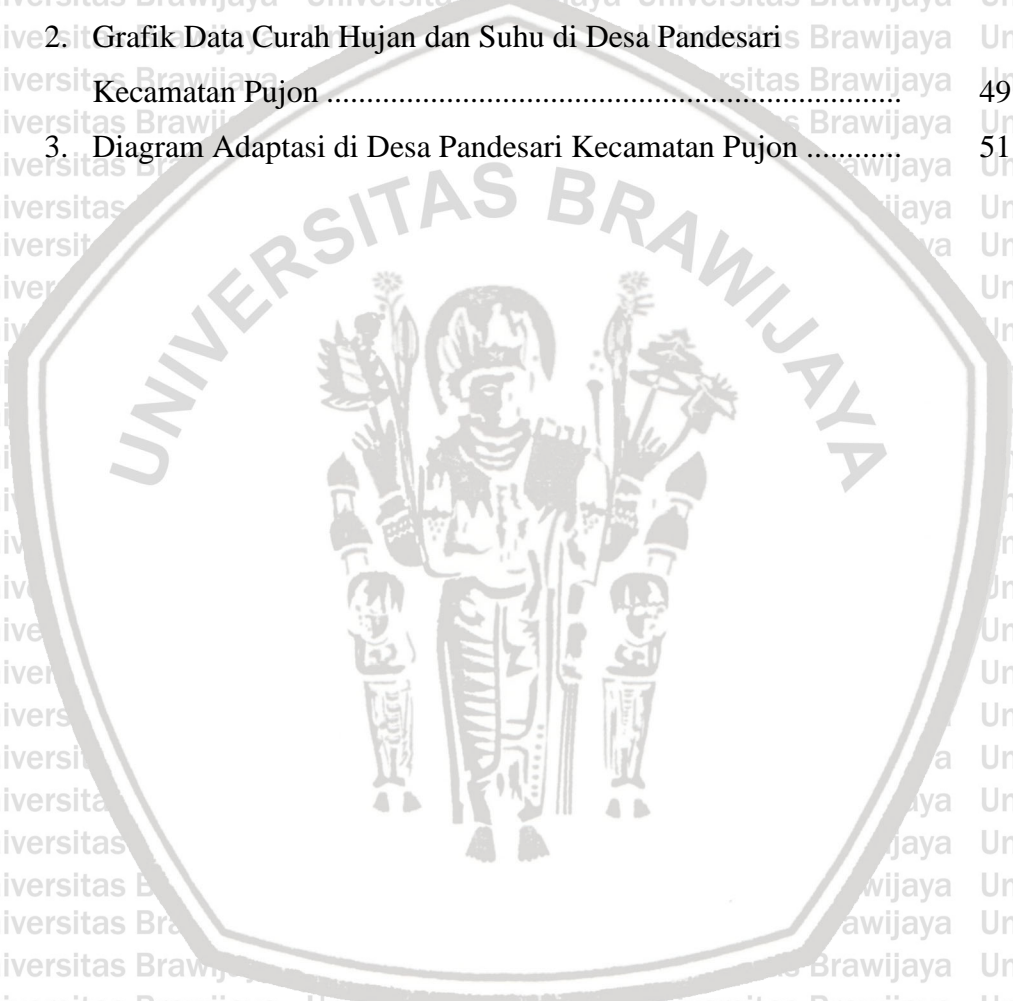 2. Grafik Data Curah Hujan dan Suhu di Desa Pandesari
Kecamatan Pujon ......................................................................... 49
3. Diagram Adaptasi di Desa Pandesari Kecamatan Pujon ............ 51
UNIVERSITAS BRAWIJAYA